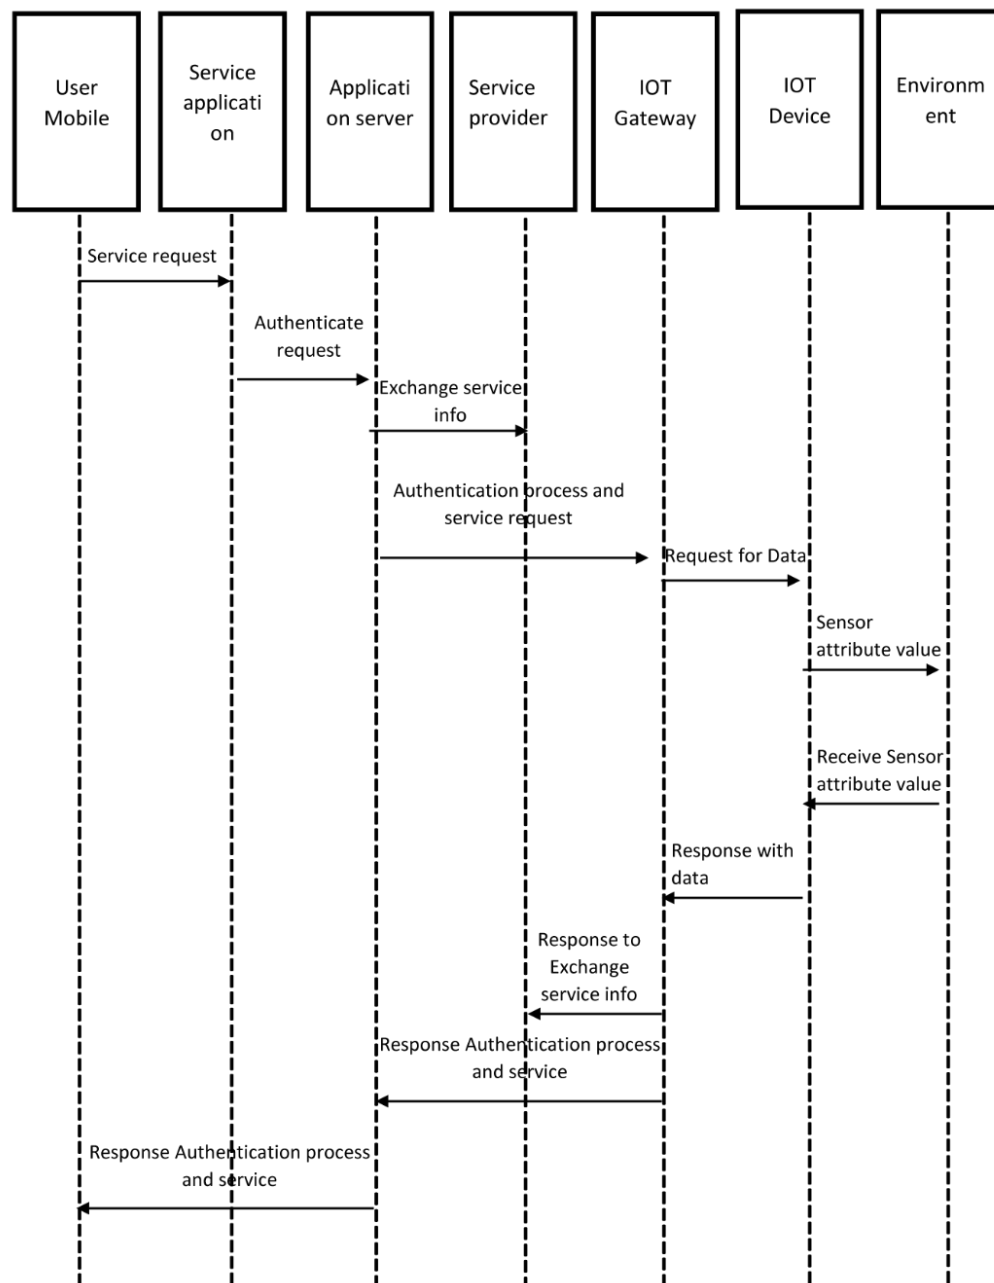 User
Mobile
Service
applicati
on
Applicati
on server
Service
provider
IOT
Gateway
IOT
Device
Environm
ent
Service request
Authenticate
request
Exchange service
info
Authentication process and
service request
Request for Data
Sensor
attribute value
Receive Sensor
attribute value
Response with
data
Response to
Exchange
service info
Response Authentication process
and service
Response Authentication process
and service